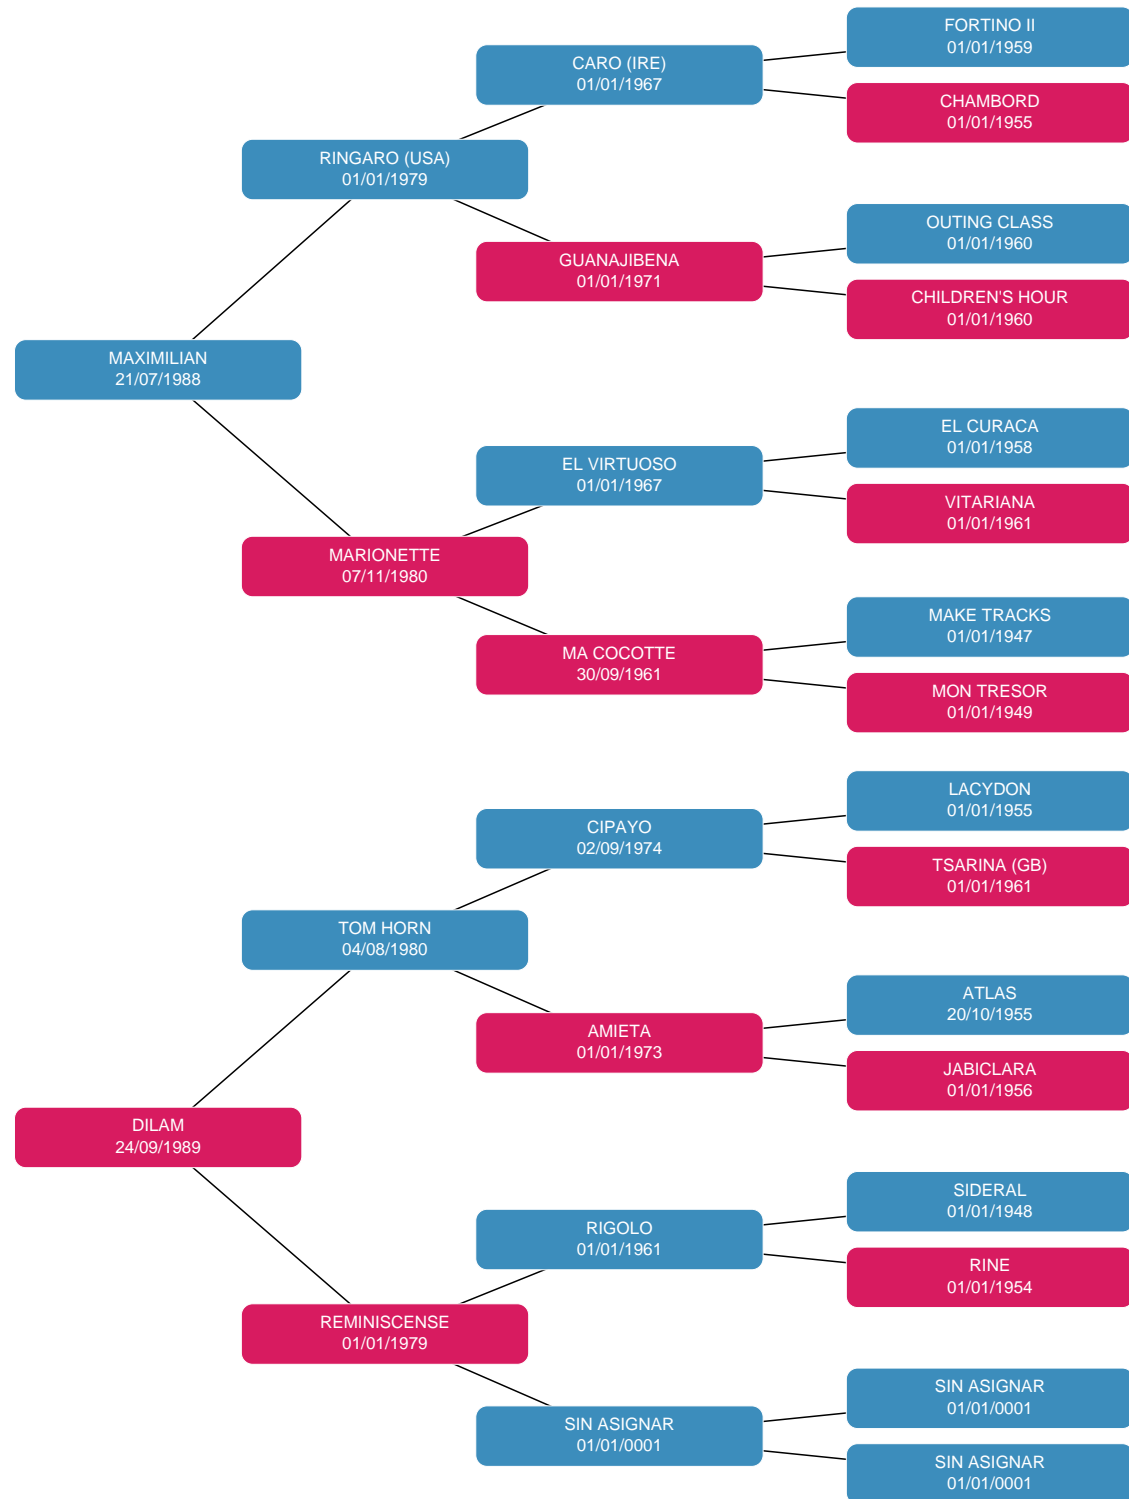 FORTINO II
01/01/1959
CARO (IRE)
01/01/1967
CHAMBORD
01/01/1955
RINGARO (USA)
01/01/1979
OUTING CLASS
01/01/1960
GUANAJIBENA
01/01/1971
CHILDREN'S HOUR
01/01/1960
MAXIMILIAN
21/07/1988
EL CURACA
01/01/1958
EL VIRTUOSO
01/01/1967
VITARIANA
01/01/1961
MARIONETTE
07/11/1980
MAKE TRACKS
01/01/1947
MA COCOTTE
30/09/1961
MON TRESOR
01/01/1949
LACYDON
01/01/1955
CIPAYO
02/09/1974
TSARINA (GB)
01/01/1961
TOM HORN
04/08/1980
ATLAS
20/10/1955
AMIETA
01/01/1973
JABICLARA
01/01/1956
DILAM
24/09/1989
SIDERAL
01/01/1948
RIGOLO
01/01/1961
RINE
01/01/1954
REMINISCENSE
01/01/1979
SIN ASIGNAR
01/01/0001
SIN ASIGNAR
01/01/0001
SIN ASIGNAR
01/01/0001